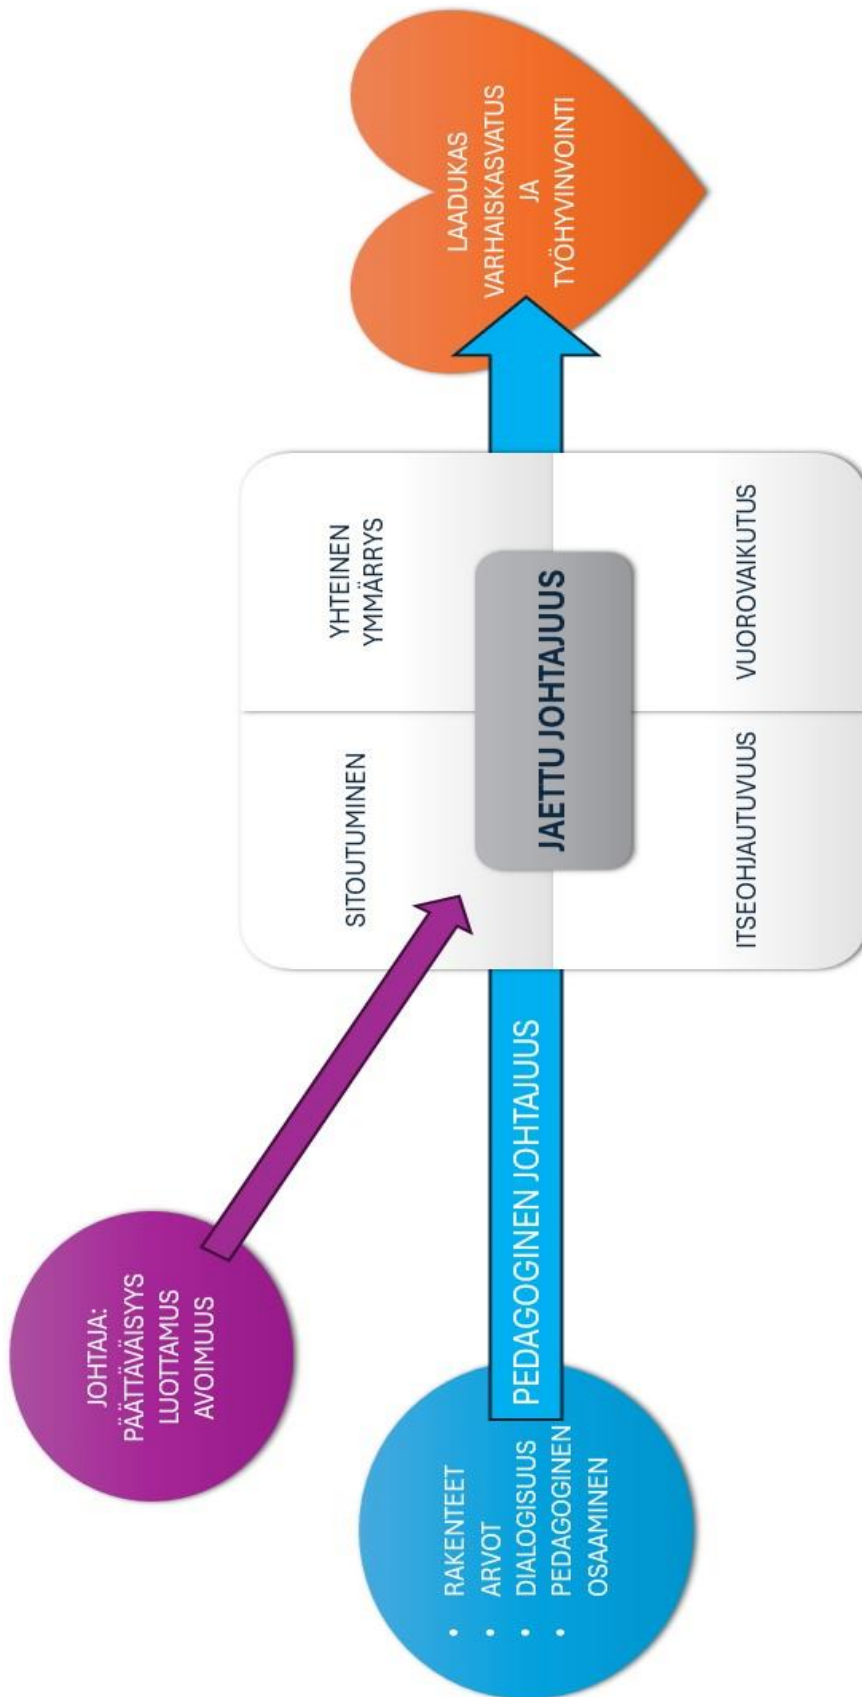 JOHTAJA:
PÄÄTTÄVÄISYYS
LUOTTAMUS
AVOIMUUS
• RAKENTEET
• ARVOT
• DIALOGISUUS
• PEDAGOGINEN
OSAAMINEN
PEDAGOGINEN JOHTAJUUS
SITOUTUMINEN
YHTEINEN
YMMÄRRYS
JAETTU JOHTAJUUS
ITSEOHJAUTUVUUS
VUOROVAIKUTUS
LAADUKAS
VARHAISKASVATUS
JA
TYÖHYVINVOINTI